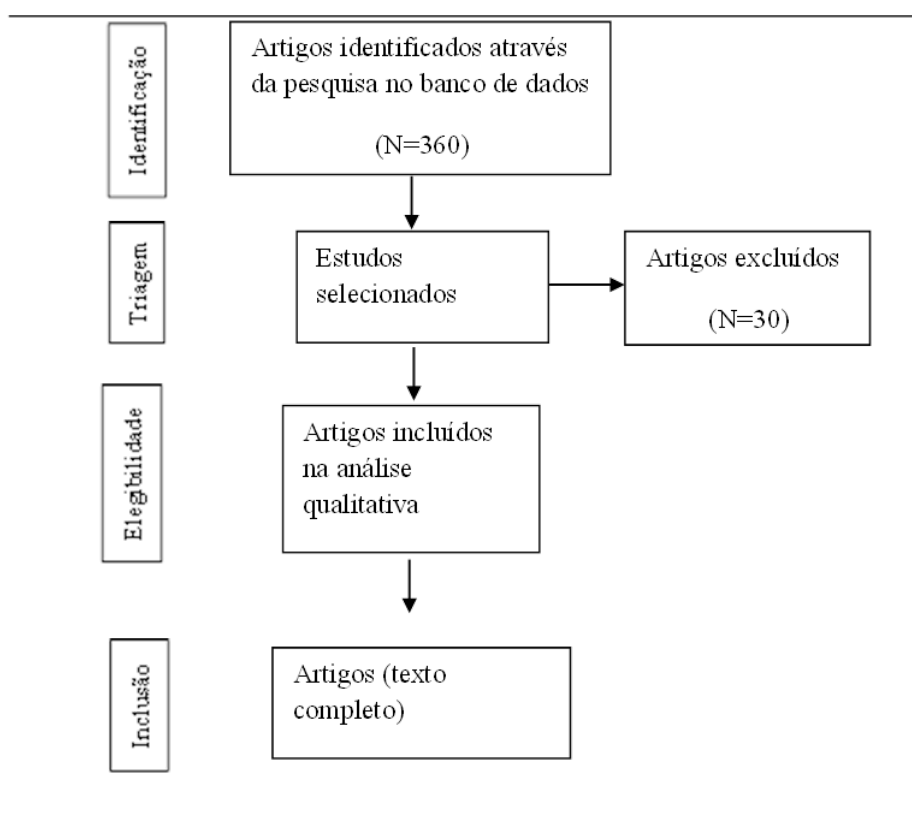 Identificação
Artigos identificados através
da pesquisa no banco de dados
(N=360)
Triagem
Estudos
selecionados
Artigos excluídos
(N=30)
Elegibilidade
Artigos incluídos
na análise
qualitativa
Inclusão
Artigos (texto
completo)